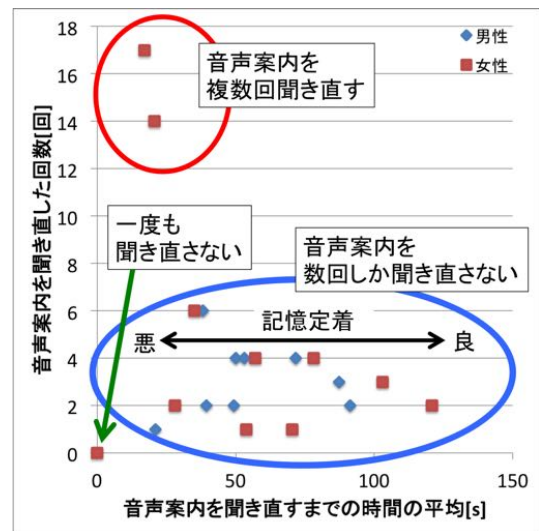 男性
女性
音声案内を
複数回聞き直す
一度も
聞き直さない
音声案内を
数回しか聞き直さない
記憶定着
悪
良
音声案内を聞き直した回数[回]
18
16
14
12
10
8
6
4
2
0
0
50
100
150
音声案内を聞き直すまでの時間の平均[s]